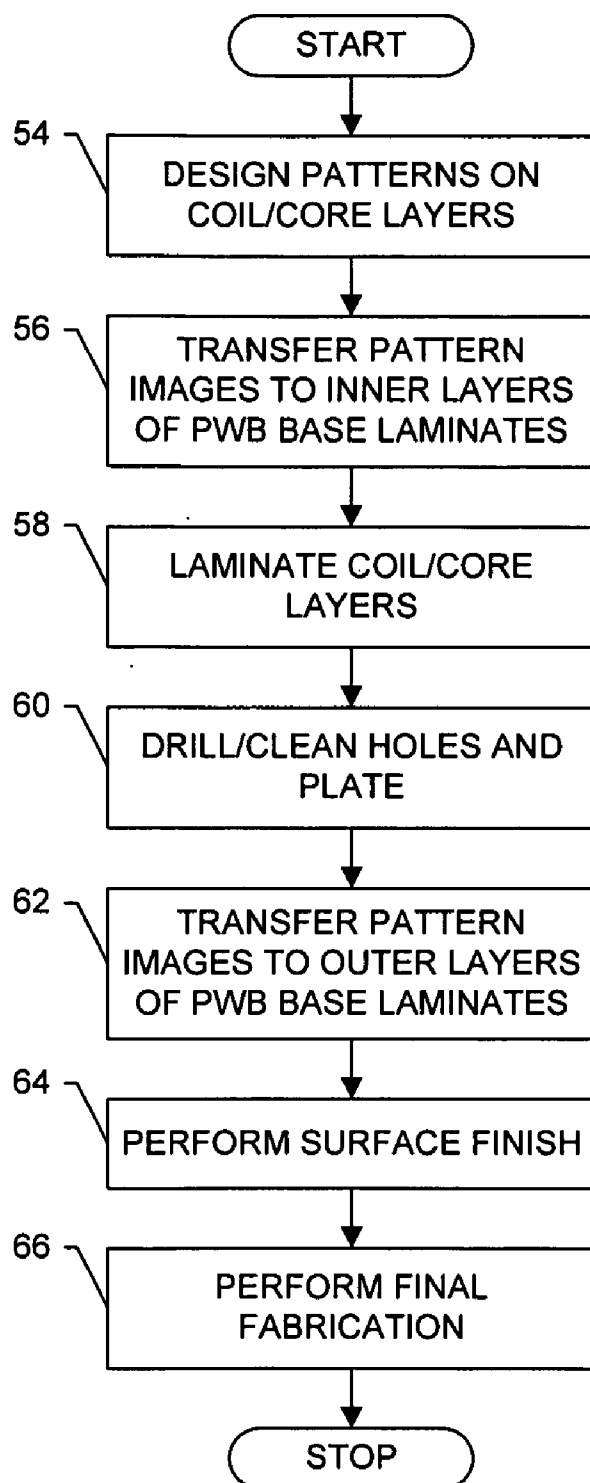 START
54
DESIGN PATTERNS ON
COIL/CORE LAYERS
56
TRANSFER PATTERN
IMAGES TO INNER LAYERS
OF PWB BASE LAMINATES
58
LAMINATE COIL/CORE
LAYERS
60
DRILL/CLEAN HOLES AND
PLATE
62
TRANSFER PATTERN
IMAGES TO OUTER LAYERS
OF PWB BASE LAMINATES
64
PERFORM SURFACE FINISH
66
PERFORM FINAL
FABRICATION
STOP